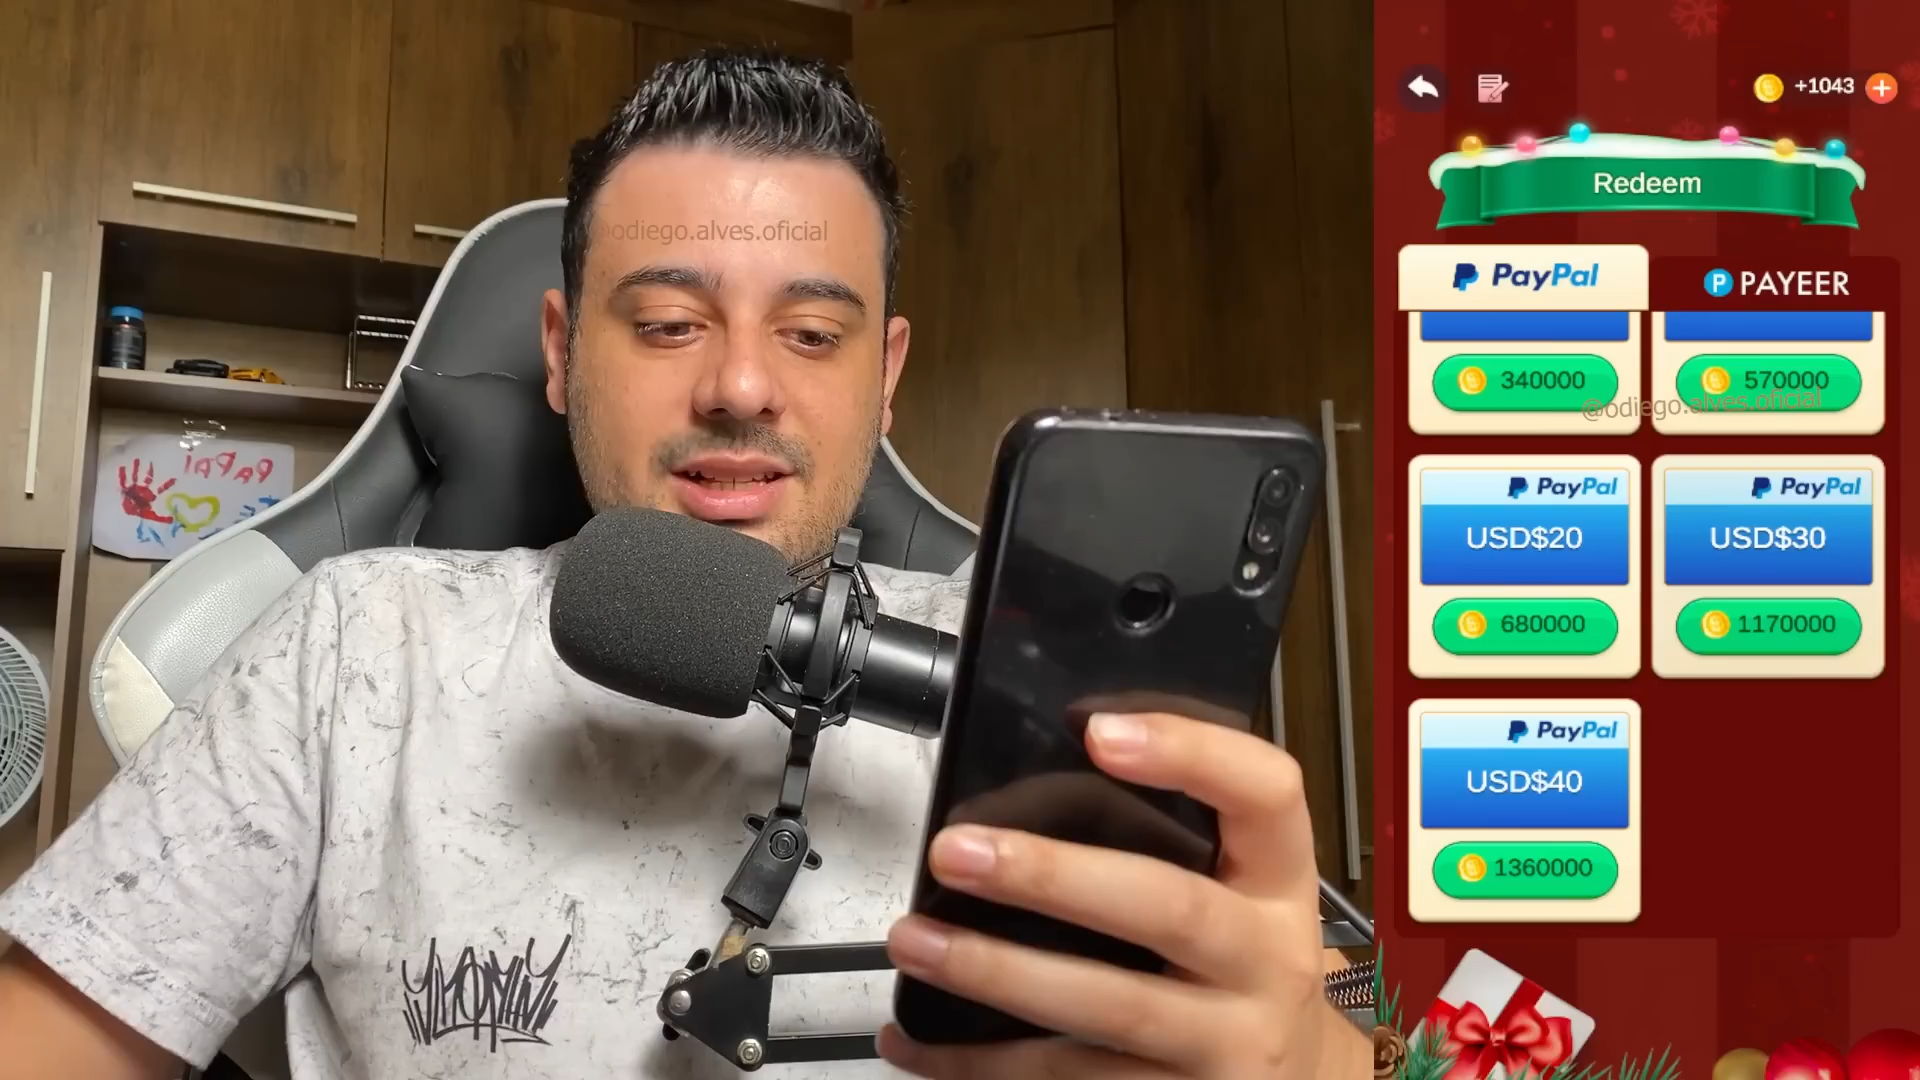 @odiego.alves.oficial
+1043
Redeem
PayPal
PAYEER
340000
570000
@odiego.alves.oficial
PayPal
PayPal
USD$20
USD$30
680000
1170000
PayPal
USD$40
1360000